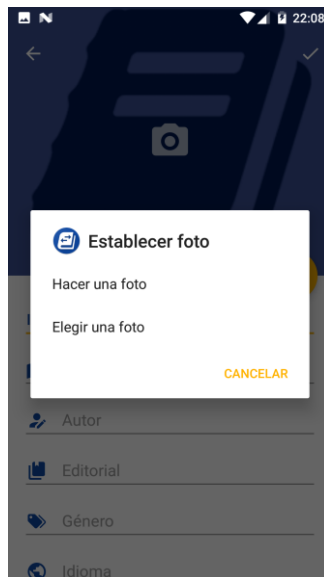 22:08
Establecer foto
Hacer una foto
Elegir una foto
CANCELAR
Autor
Editorial
Género
Idioma